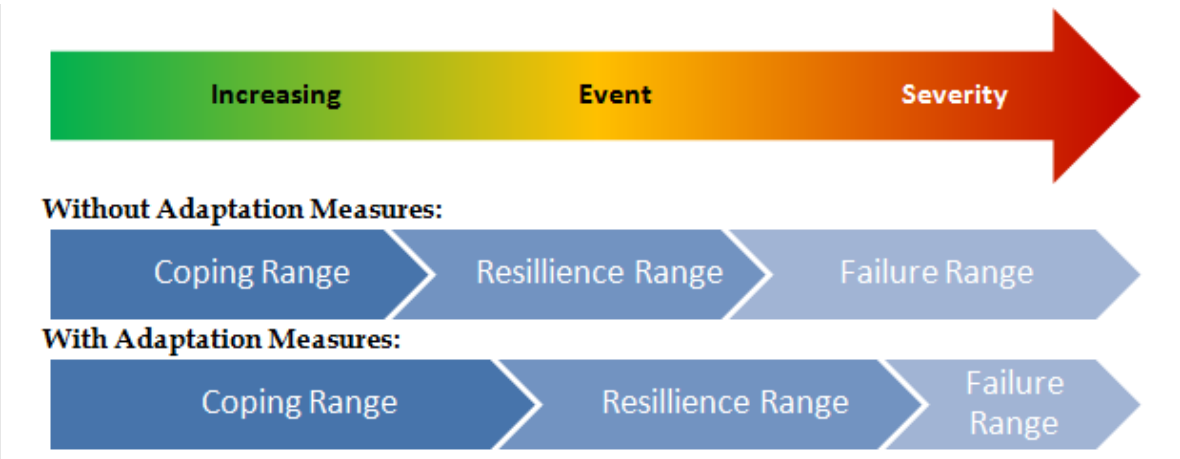 Increasing Event Severity
Without Adaptation Measures:
Coping Range Resillience Range Failure Range
With Adaptation Measures:
Coping Range Resillience Range Failure
Range